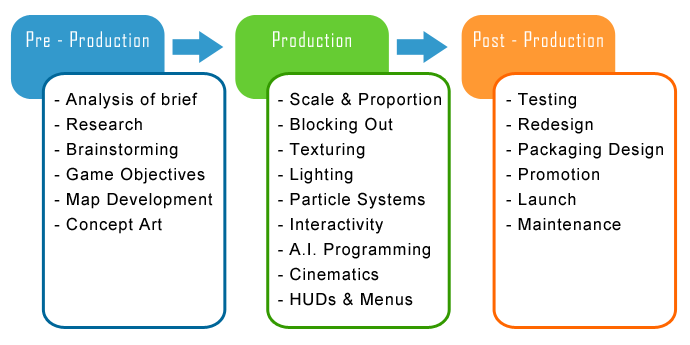 Pre - Production
- Analysis of brief
- Research
- Brainstorming
- Game Objectives
- Map Development
- Concept Art
Production
- Scale & Proportion
- Blocking Out
- Texturing
- Lighting
- Particle Systems
- Interactivity
- A.I. Programming
- Cinematics
- HUDs & Menus
Post - Production
- Testing
- Redesign
- Packaging Design
- Promotion
- Launch
- Maintenance